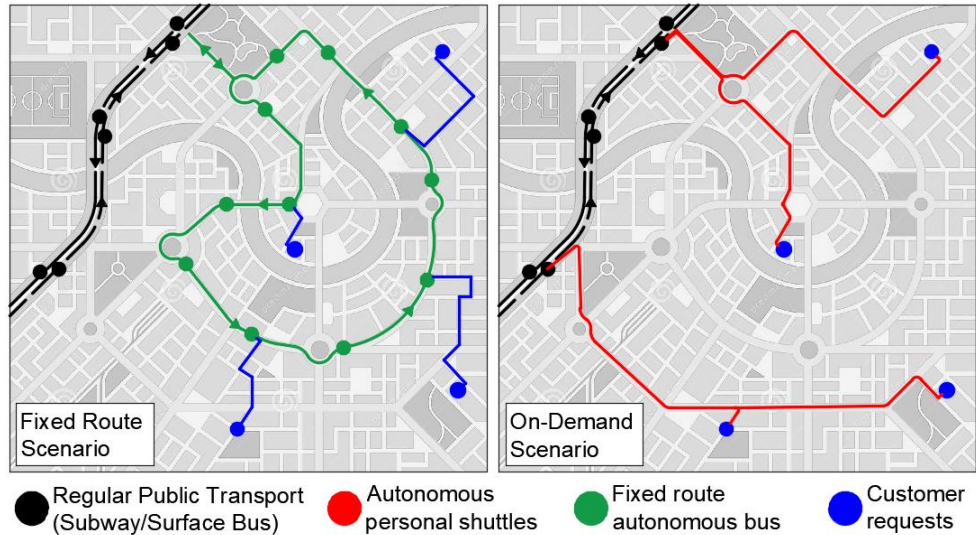 Fixed Route
Scenario
On-Demand
Scenario
Regular Public Transport
(Subway/Surface Bus)
Autonomous
personal shuttles
Fixed route
autonomous bus
Customer
requests